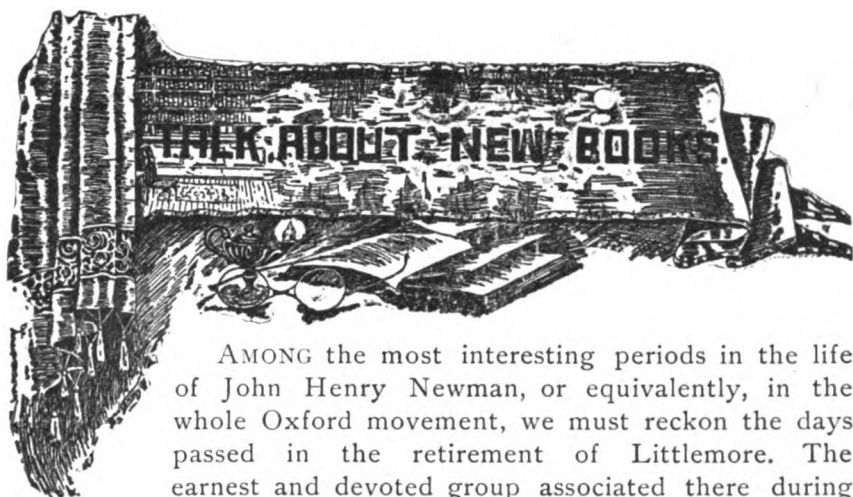 TALK ABOUT NEW BOOKS.
AMONG the most interesting periods in the life
of John Henry Newman, or equivalently, in the
whole Oxford movement, we must reckon the days
passed in the retirement of Littlemore. The
earnest and devoted group associated there during